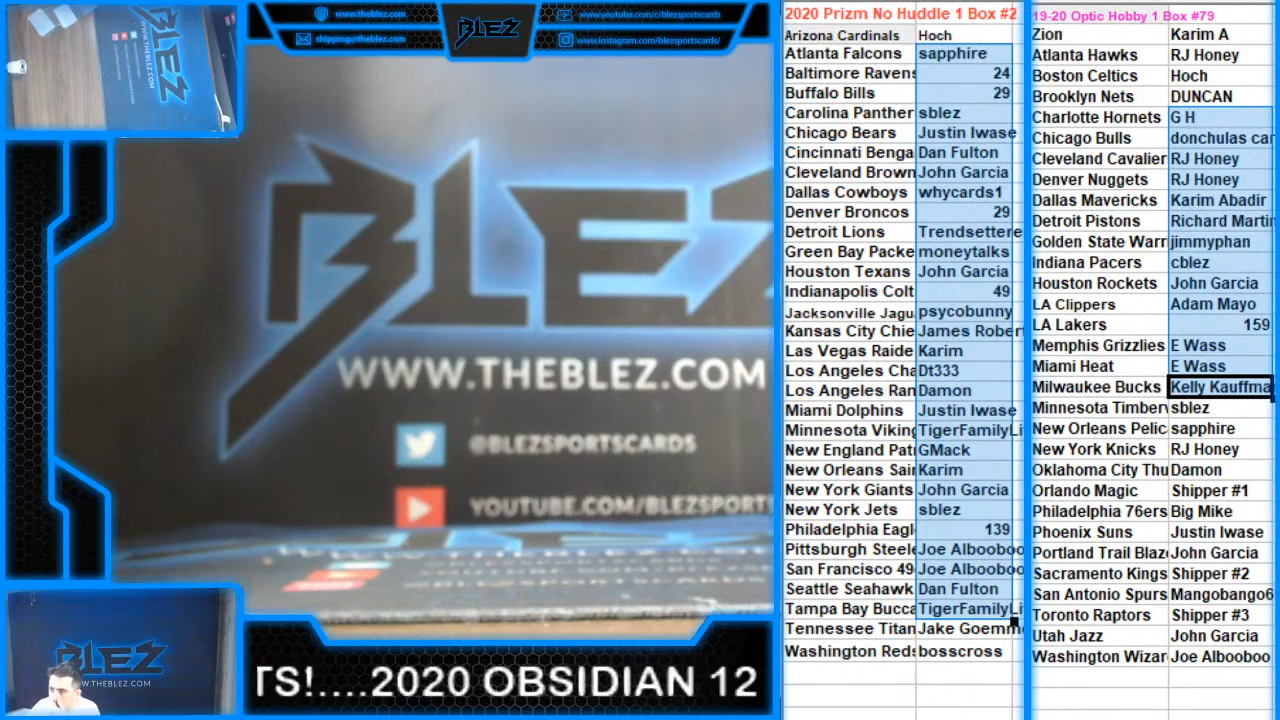 www.theblez.com
shipping@theblez.com
BLEZ
www.youtube.com/c/blezsportscards
www.instagram.com/blezsportscards/
BLEZ
WWW.THEBLEZ.COM
BLEZ
WWW.THEBLEZ.COM
@BLEZSPORTSCARDS
YOUTUBE.COM/BLEZSPORTS
BLEZ
WWW.THEBLEZ.COM
TS!....2020 OBSIDIAN 12
2020 Prizm No Huddle 1 Box #2
Arizona Cardinals Hoch
Atlanta Falcons sapphire
Baltimore Ravens 24
Buffalo Bills 29
Carolina Panther sblez
Chicago Bears Justin Iwase
Cincinnati Benga Dan Fulton
Cleveland Brown John Garcia
Dallas Cowboys whycards1
Denver Broncos 29
Detroit Lions Trendsettere
Green Bay Packe moneytalks
Houston Texans John Garcia
Indianapolis Colt 49
Jacksonville Jagu psycobunny
Kansas City Chie James Rober
Las Vegas Raide Karim
Los Angeles Cha Dt333
Los Angeles Ran Damon
Miami Dolphins Justin Iwase
Minnesota Viking TigerFamilyLi
New England Pat GMack
New Orleans Sai Karim
New York Giants John Garcia
New York Jets sblez
Philadelphia Eagl 139
Pittsburgh Steele Joe Albooboo
San Francisco 49 Joe Albooboo
Seattle Seahawk Dan Fulton
Tampa Bay Bucca TigerFamilyLi
Tennessee Titan Jake Goemm
Washington Reds bosscross
19-20 Optic Hobby 1 Box #79
Zion Karim A
Atlanta Hawks RJ Honey
Boston Celtics Hoch
Brooklyn Nets DUNCAN
Charlotte Hornets G H
Chicago Bulls donchulas car
Cleveland Cavalier RJ Honey
Denver Nuggets RJ Honey
Dallas Mavericks Karim Abadir
Detroit Pistons Richard Martin
Golden State Warr jimmyphan
Indiana Pacers cblez
Houston Rockets John Garcia
LA Clippers Adam Mayo
LA Lakers 159
Memphis Grizzlies E Wass
Miami Heat E Wass
Milwaukee Bucks Kelly Kauffma
Minnesota Timberv sblez
New Orleans Pelic sapphire
New York Knicks RJ Honey
Oklahoma City Thu Damon
Orlando Magic Shipper #1
Philadelphia 76ers Big Mike
Phoenix Suns Justin Iwase
Portland Trail Blaz John Garcia
Sacramento Kings Shipper #2
San Antonio Spurs Mangobango6
Toronto Raptors Shipper #3
Utah Jazz John Garcia
Washington Wizar Joe Albooboo